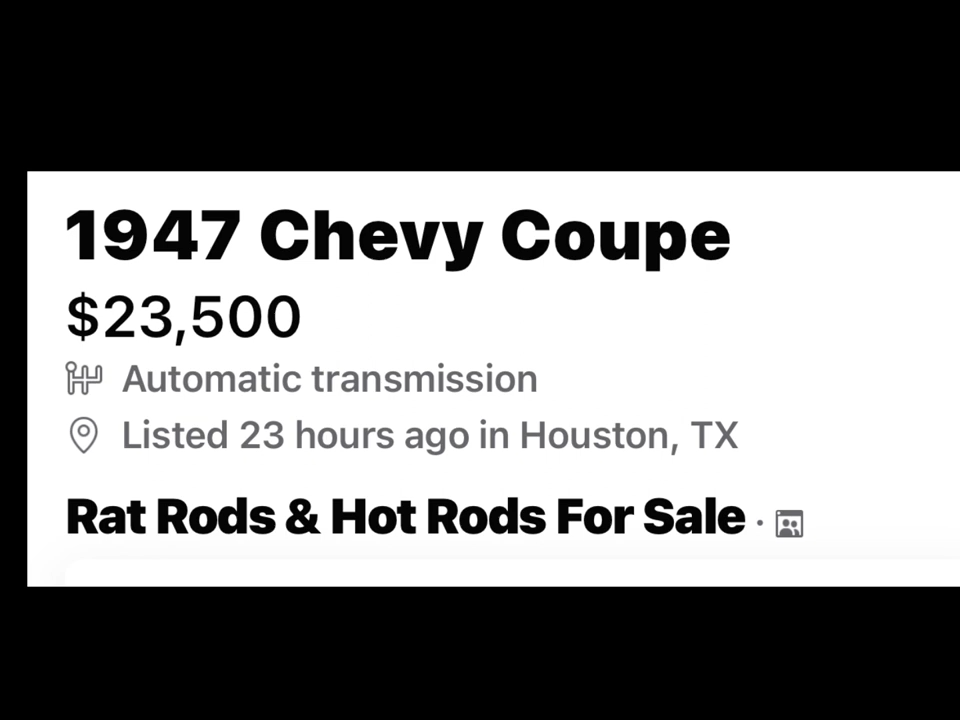 1947 Chevy Coupe
$23,500
Automatic transmission
Listed 23 hours ago in Houston, TX
Rat Rods & Hot Rods For Sale ·